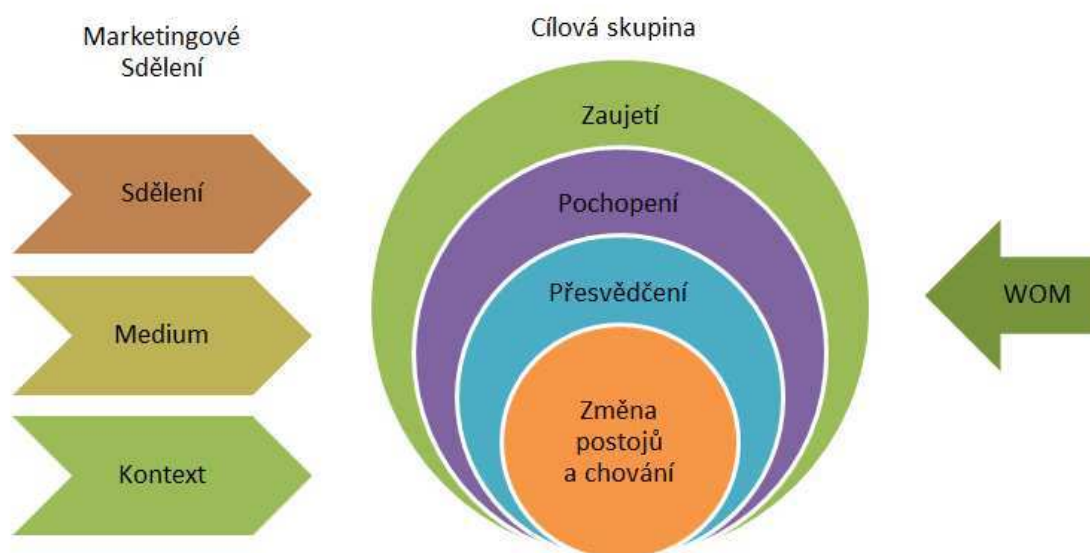 Marketingové
Sdělení
Cílová skupina
Zaujetí
Sdělení
Pochopení
Přesvědčení
WOM
Medium
Změna
postojů
a chování
Kontext